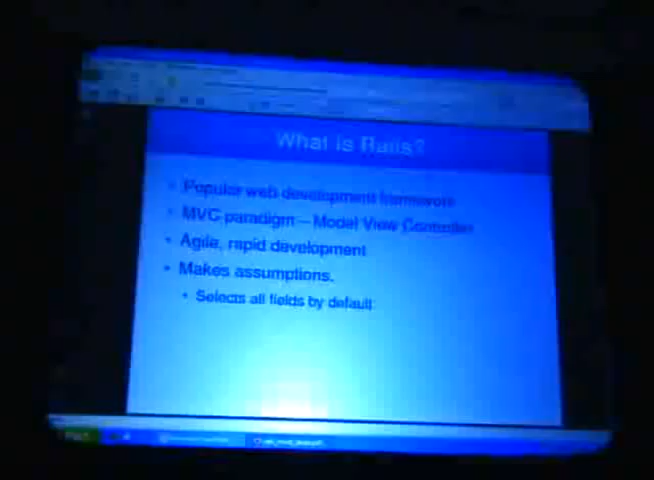 What is Rails?
Popular web development framework
MVC paradigm – Model View Controller
Agile, rapid development
Makes assumptions.
Selects all fields by default